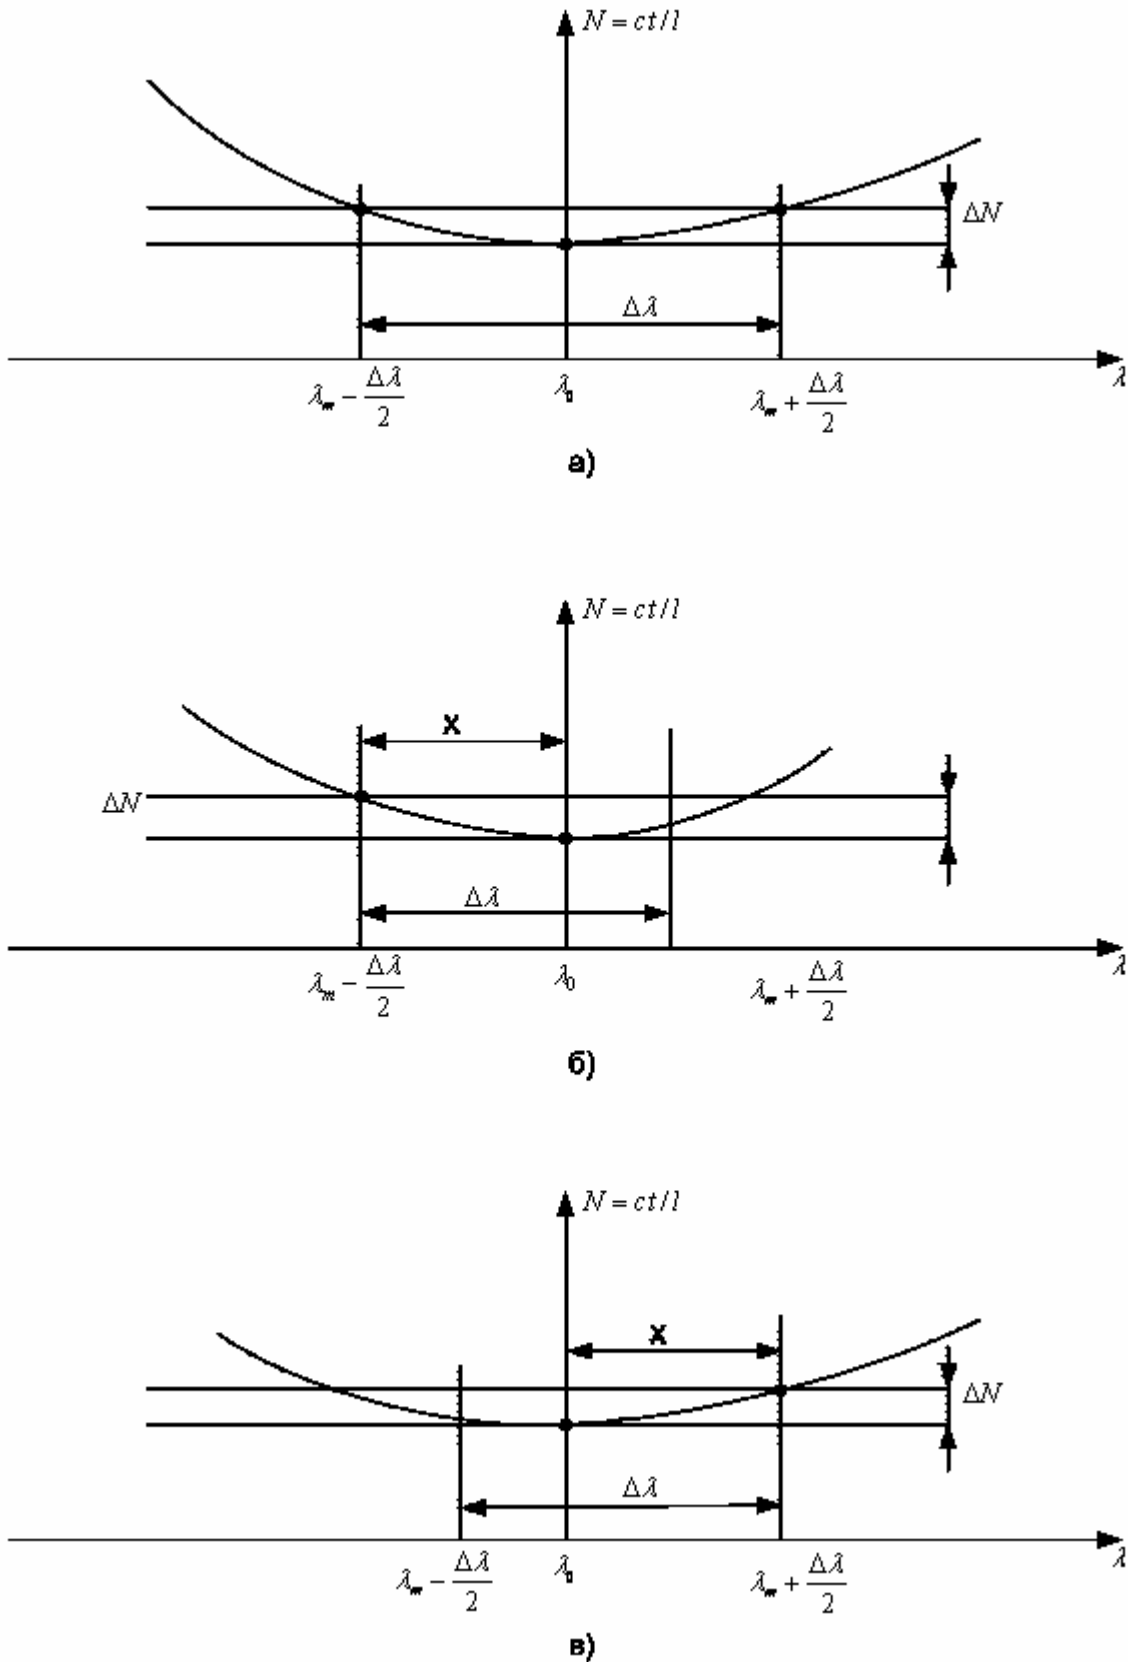 N = ct/l
ΔN
Δλ
λm − Δλ/2
λ0
λm + Δλ/2
λ
а)
N = ct/l
X
ΔN
Δλ
λm − Δλ/2
λ0
λm + Δλ/2
λ
б)
N = ct/l
X
ΔN
Δλ
λm − Δλ/2
λ0
λm + Δλ/2
λ
в)